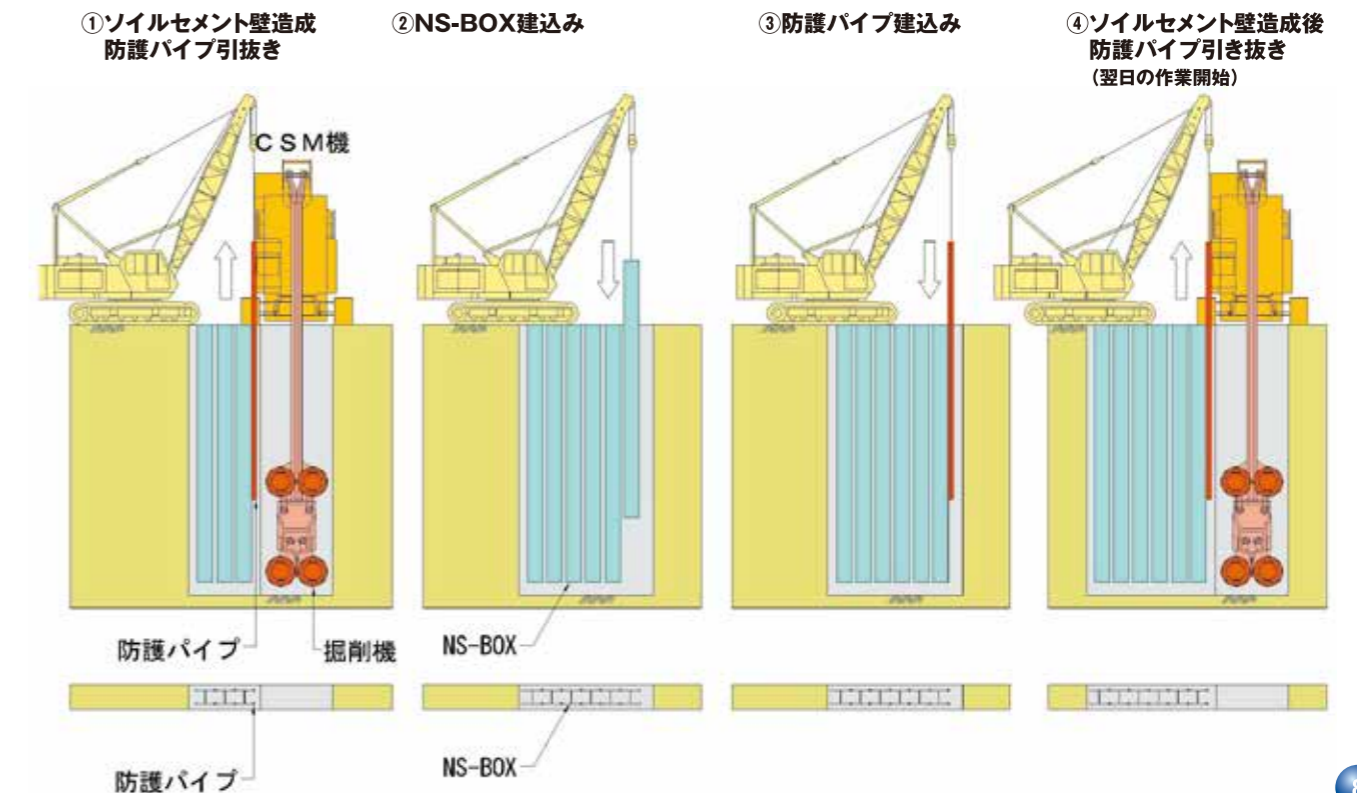 ①ソイルセメント壁造成
防護パイプ引抜き
②NS-BOX建込み
③防護パイプ建込み
④ソイルセメント壁造成後
防護パイプ引き抜き
(翌日の作業開始)
CSM機
防護パイプ
掘削機
NS-BOX
防護パイプ
NS-BOX